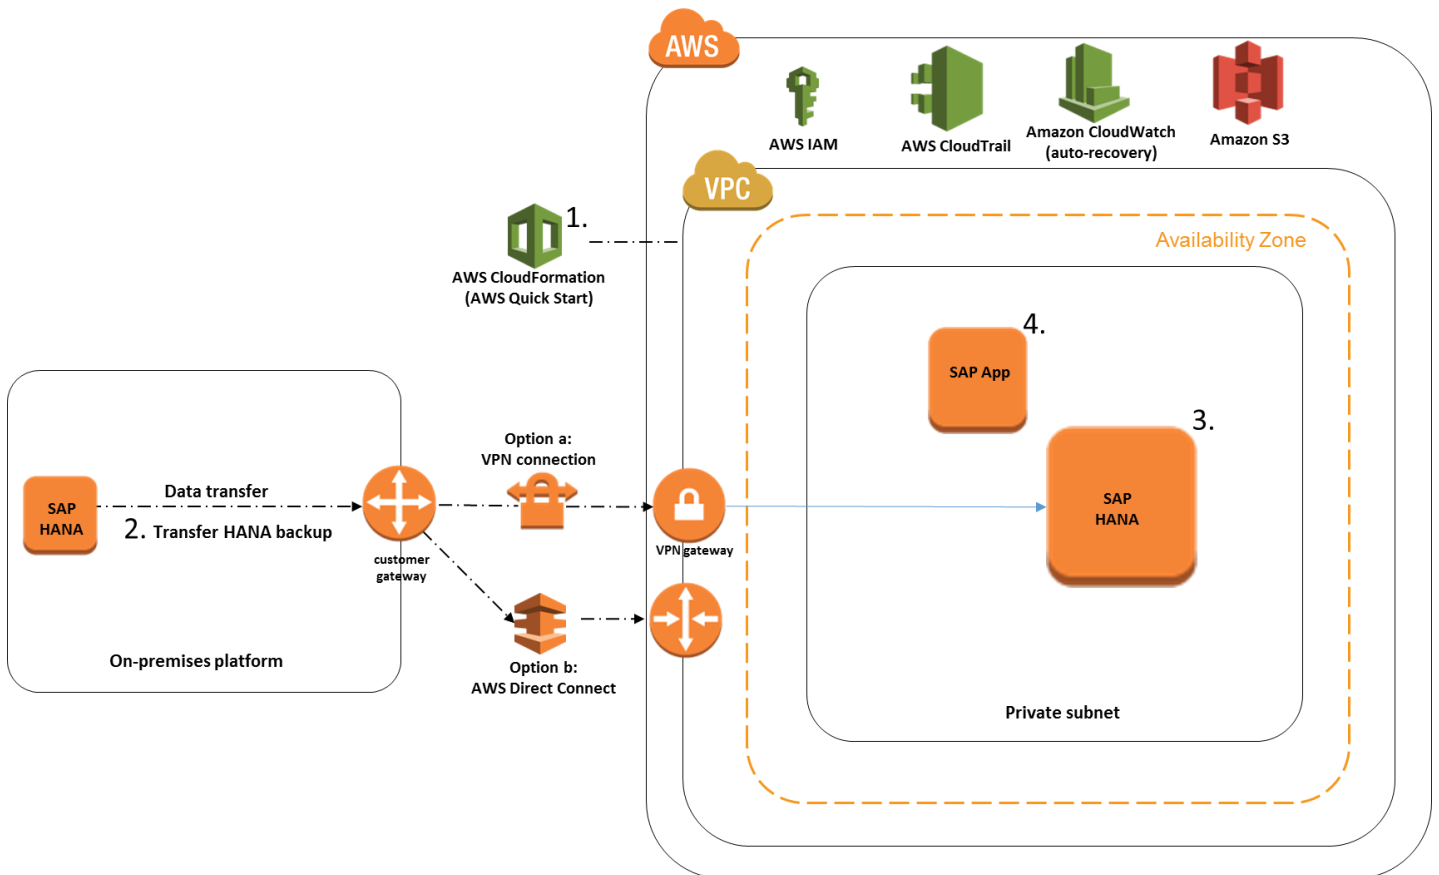 AWS
AWS IAM
AWS CloudTrail
Amazon CloudWatch
(auto-recovery)
Amazon S3
VPC
1.
AWS CloudFormation
(AWS Quick Start)
Availability Zone
4.
SAP App
3.
SAP
HANA
Option a:
VPN connection
SAP
HANA
Data transfer
2. Transfer HANA backup
customer
gateway
VPN gateway
On-premises platform
Option b:
AWS Direct Connect
Private subnet